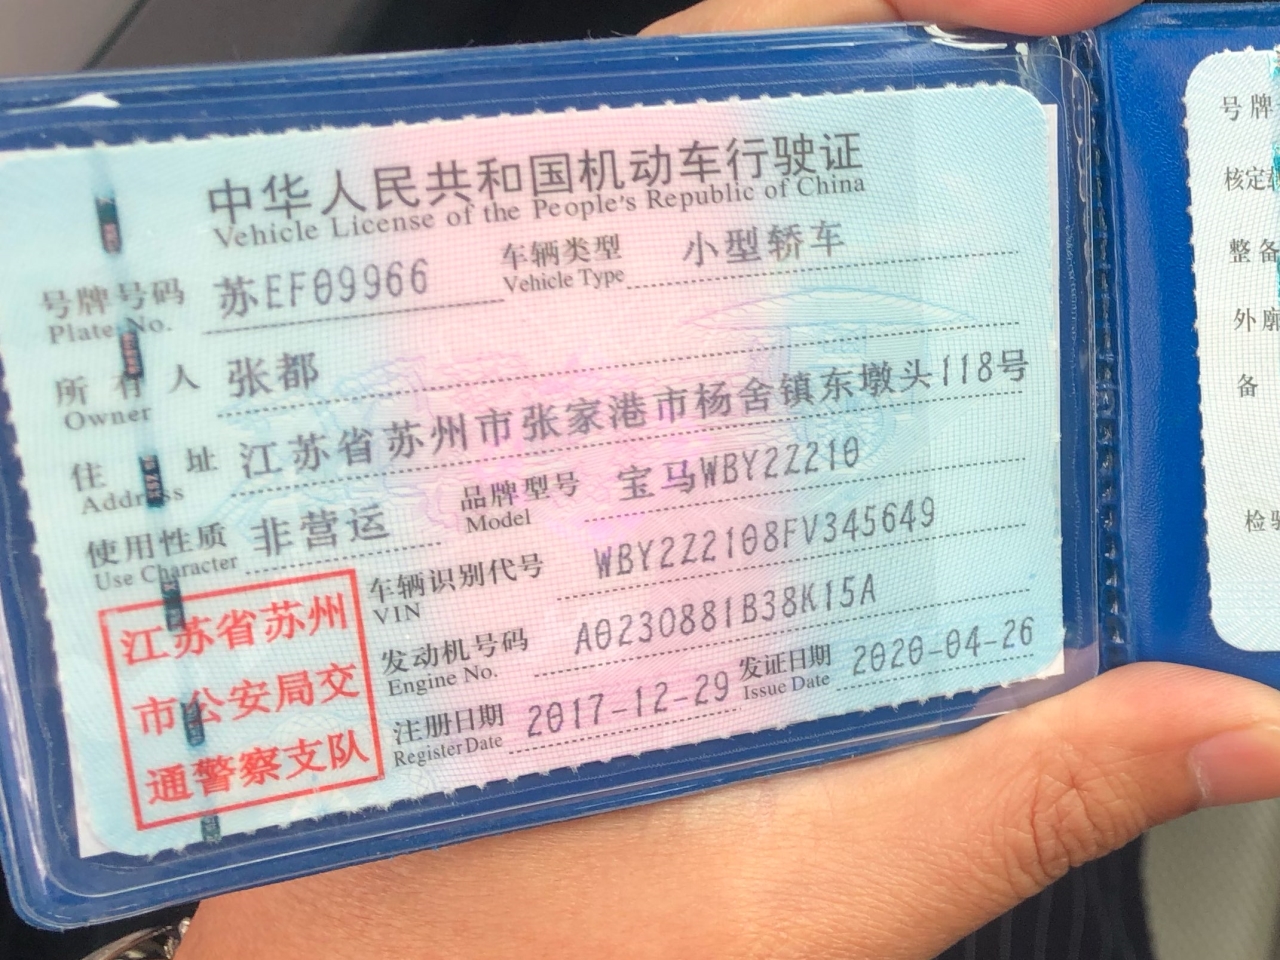 中华人民共和国机动车行驶证
Vehicle License of the People's Republic of China
号牌号码 苏EF09966 车辆类型 小型轿车
Plate No. Vehicle Type
所有人 张都
Owner
住址 江苏省苏州市张家港市杨舍镇东墩头118号
Address
使用性质 非营运 品牌型号 宝马WBY2Z210
Use Character Model
车辆识别代号 WBY2Z2108FV345649
VIN
发动机号码 A0230881B38K15A
Engine No.
注册日期 2017-12-29 发证日期 2020-04-26
Register Date Issue Date
江苏省苏州
市公安局交
通警察支队
号牌
核定载
整备
外廓
备
检验